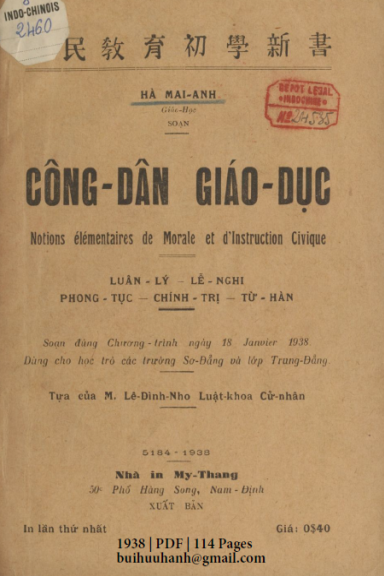 INDO-CHINOIS
2460
民教育初學新書
HÀ MAI-ANH
Giáo-Học
SOẠN
DÉPÔT LÉGAL
INDOCHINE
Nº 24585
CÔNG-DÂN GIÁO-DỤC
Notions élémentaires de Morale et d'Instruction Civique
LUÂN-LÝ — LỄ-NGHI
PHONG-TỤC — CHÍNH-TRỊ — TỪ-HÀN
Soạn đúng Chương-trình ngày 18 Janvier 1938
Dùng cho học trò các trường Sơ-Đẳng và lớp Trung-Đẳng.
Tựa của M. Lê-Đình-Nho Luật-khoa Cử-nhân
5164-1938
Nhà in My-Thang
50ᵉ Phố Hàng Song, Nam-Định
XUẤT BẢN
In lần thứ nhất
Giá: 0$40
1938 | PDF | 114 Pages
buihuuhanh@gmail.com